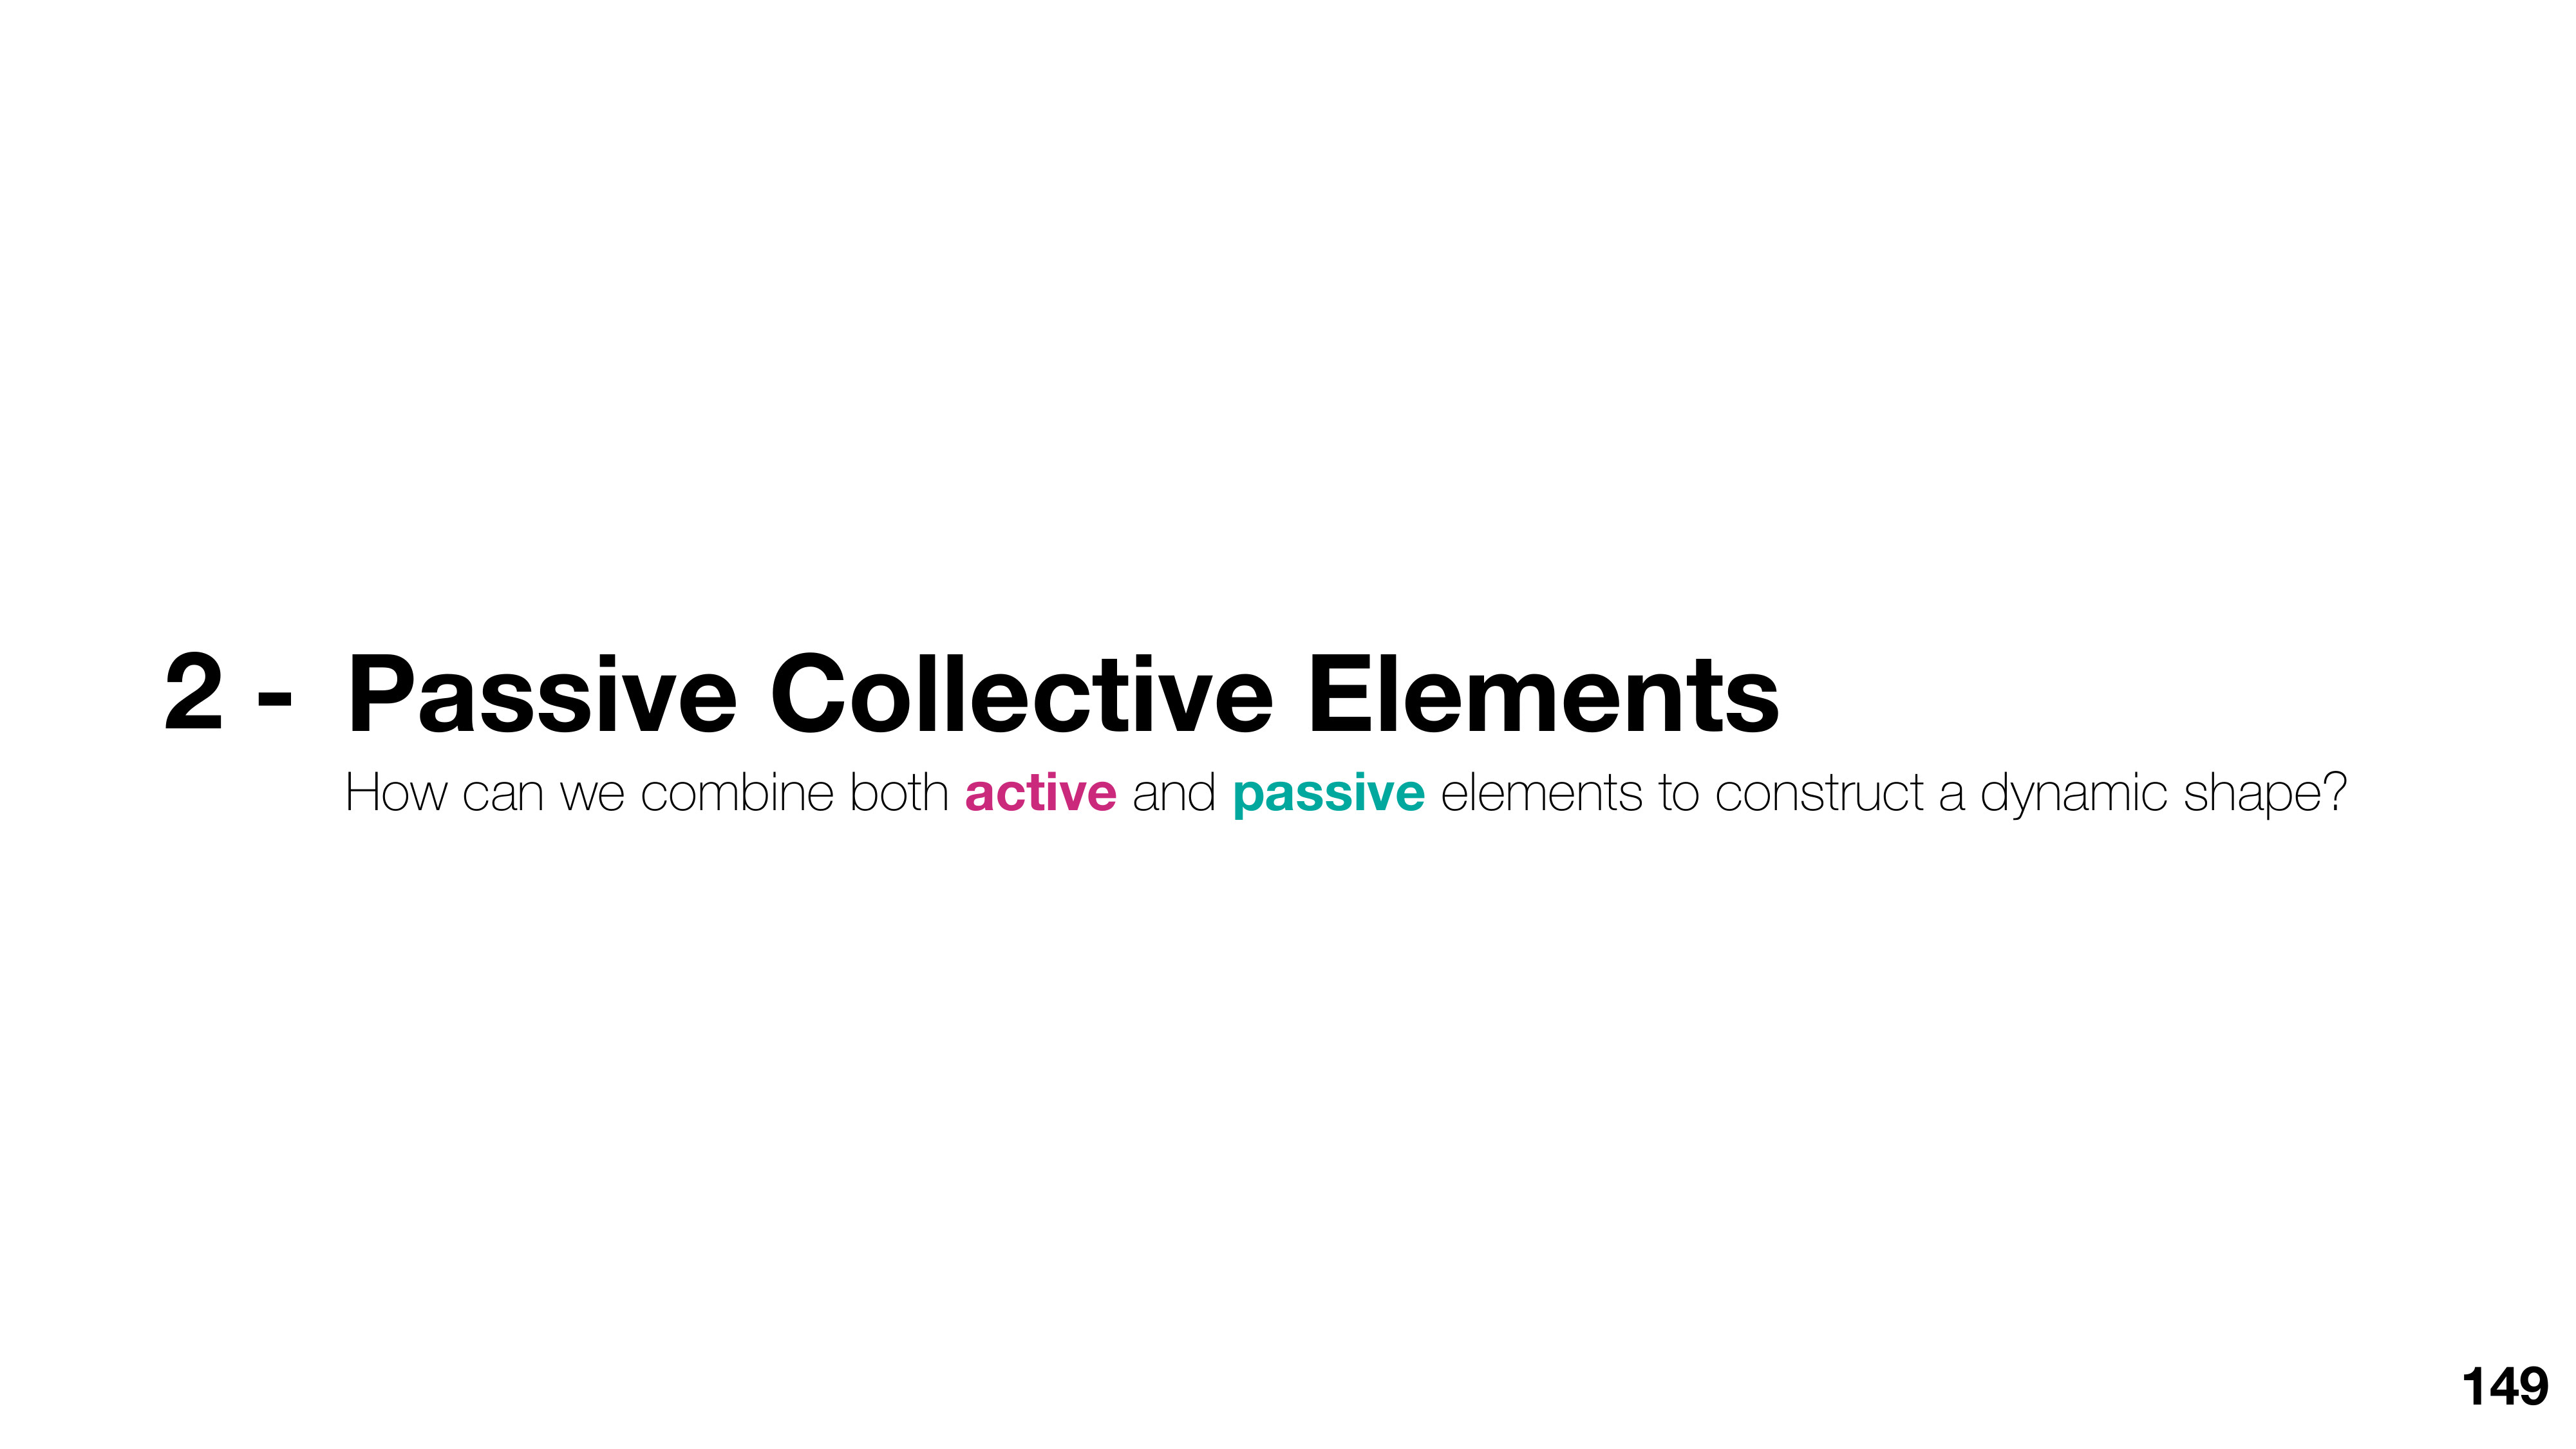 2 - Passive Collective Elements
How can we combine both active and passive elements to construct a dynamic shape?
149